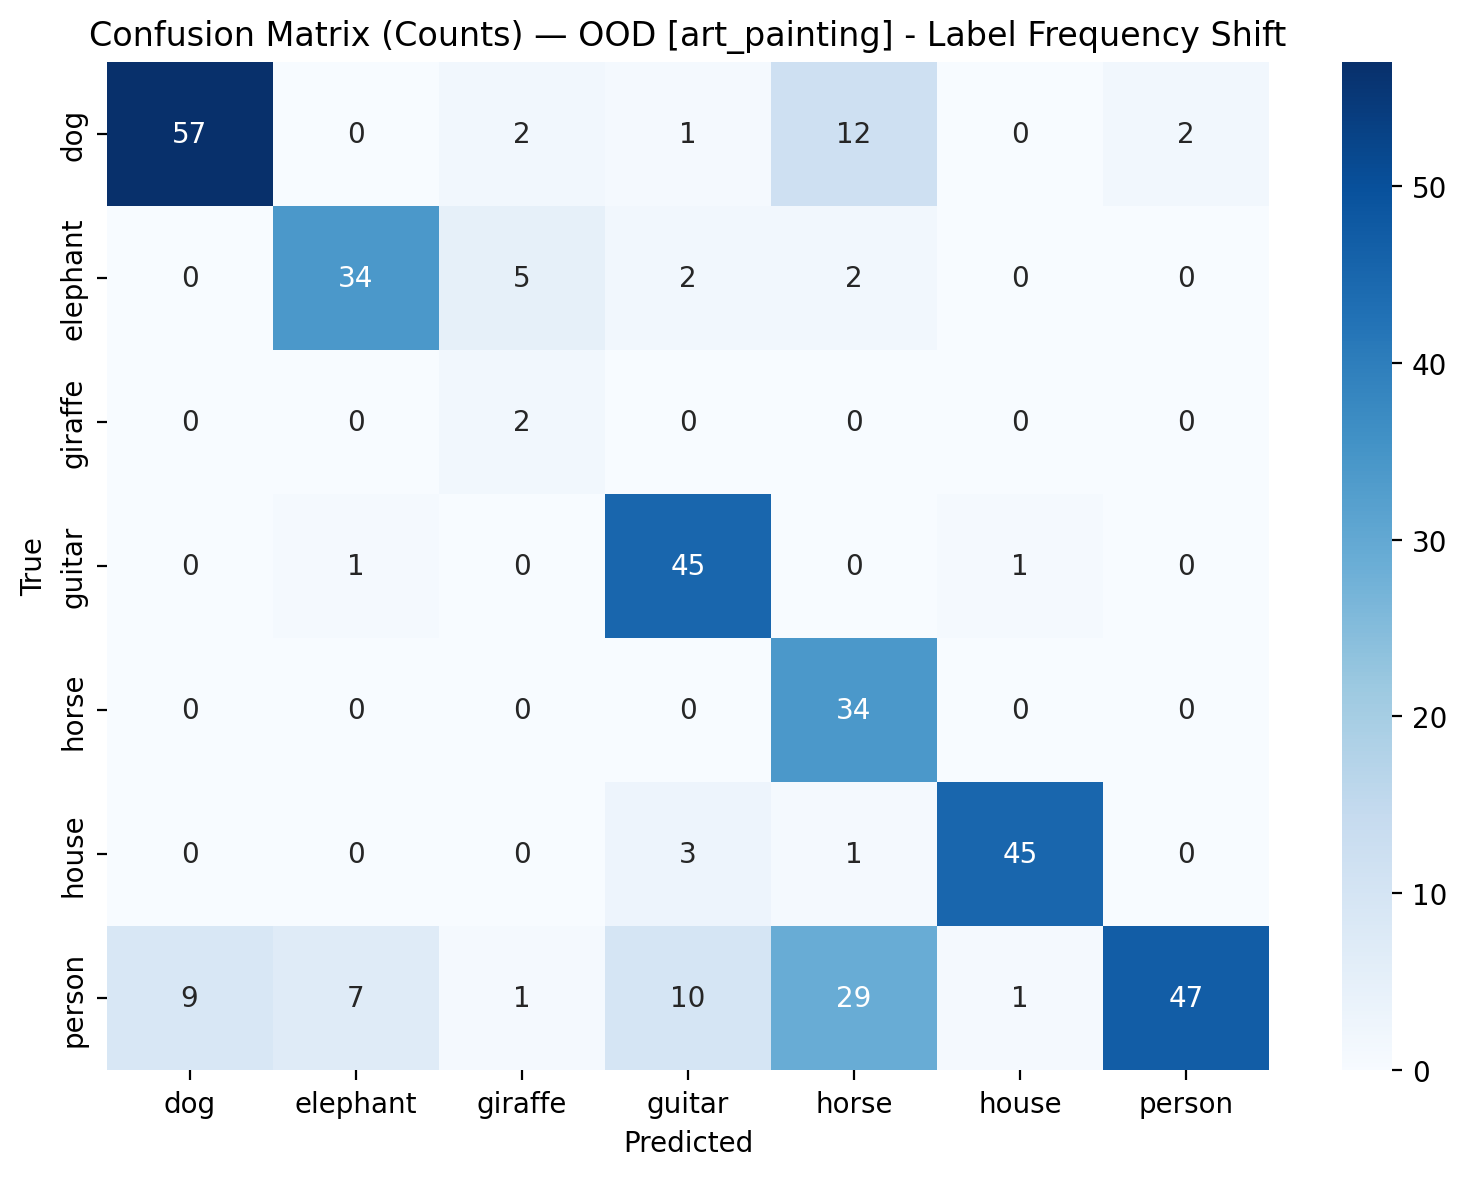 Confusion Matrix (Counts) — OOD [art_painting] - Label Frequency Shift
dog 57 0 2 1 12 0 2
elephant 0 34 5 2 2 0 0
giraffe 0 0 2 0 0 0 0
guitar 0 1 0 45 0 1 0
horse 0 0 0 0 34 0 0
house 0 0 0 3 1 45 0
person 9 7 1 10 29 1 47
True
dog elephant giraffe guitar horse house person
Predicted
50
40
30
20
10
0